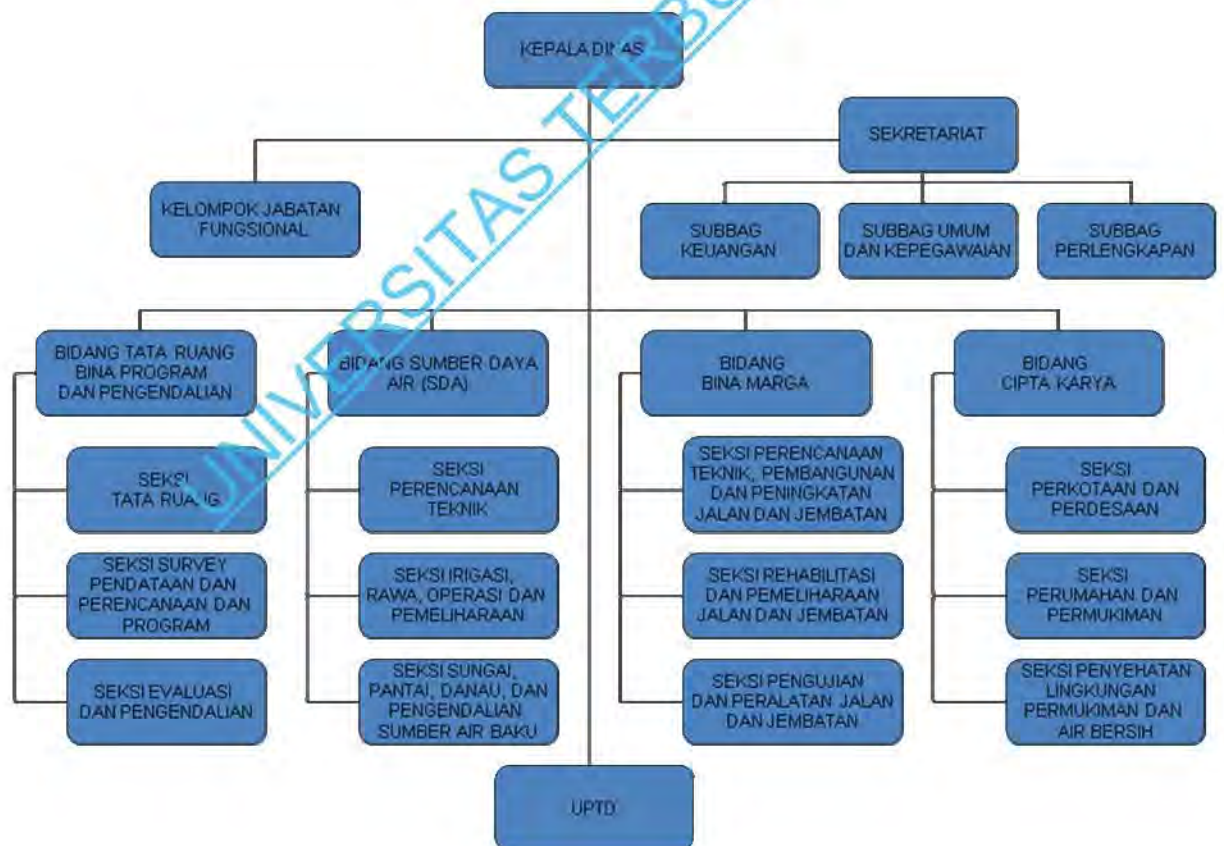 KEPALA DINAS
SEKRETARIAT
KELOMPOK JABATAN
FUNGSIONAL
SUBBAG
KEUANGAN
SUBBAG UMUM
DAN KEPEGAWAIAN
SUBBAG
PERLENGKAPAN
BIDANG TATA RUANG
BINA PROGRAM
DAN PENGENDALIAN
BIDANG SUMBER DAYA
AIR (SDA)
BIDANG
BINA MARGA
BIDANG
CIPTA KARYA
SEKSI
TATA RUANG
SEKSI SURVEY
PENDATAAN DAN
PERENCANAAN DAN
PROGRAM
SEKSI EVALUASI
DAN PENGENDALIAN
SEKSI
PERENCANAAN
TEKNIK
SEKSI IRIGASI,
RAWA, OPERASI DAN
PEMELIHARAAN
SEKSI SUNGAI,
PANTAI, DANAU, DAN
PENGENDALIAN
SUMBER AIR BAKU
SEKSI PERENCANAAN
TEKNIK, PEMBANGUNAN
DAN PENINGKATAN
JALAN DAN JEMBATAN
SEKSI REHABILITASI
DAN PEMELIHARAAN
JALAN DAN JEMBATAN
SEKSI PENGUJIAN
DAN PERALATAN JALAN
DAN JEMBATAN
SEKSI
PERKOTAAN DAN
PERDESAAN
SEKSI
PERUMAHAN DAN
PERMUKIMAN
SEKSI PENYEHATAN
LINGKUNGAN
PERMUKIMAN DAN
AIR BERSIH
UPTD
UNIVERSITAS